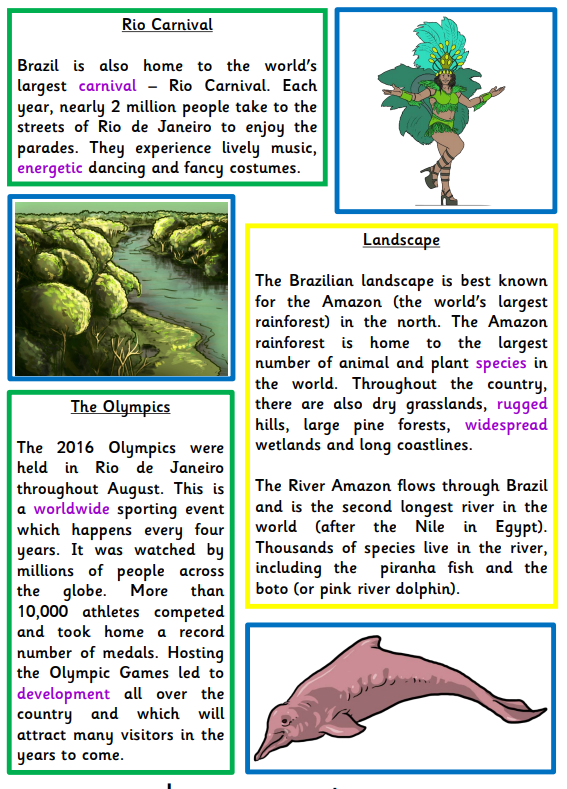 Rio Carnival
Brazil is also home to the world's
largest carnival – Rio Carnival. Each
year, nearly 2 million people take to the
streets of Rio de Janeiro to enjoy the
parades. They experience lively music,
energetic dancing and fancy costumes.
Landscape
The Brazilian landscape is best known
for the Amazon (the world's largest
rainforest) in the north. The Amazon
rainforest is home to the largest
number of animal and plant species in
the world. Throughout the country,
there are also dry grasslands, rugged
hills, large pine forests, widespread
wetlands and long coastlines.
The River Amazon flows through Brazil
and is the second longest river in the
world (after the Nile in Egypt).
Thousands of species live in the river,
including the piranha fish and the
boto (or pink river dolphin).
The Olympics
The 2016 Olympics were
held in Rio de Janeiro
throughout August. This is
a worldwide sporting event
which happens every four
years. It was watched by
millions of people across
the globe. More than
10,000 athletes competed
and took home a record
number of medals. Hosting
the Olympic Games led to
development all over the
country and which will
attract many visitors in the
years to come.